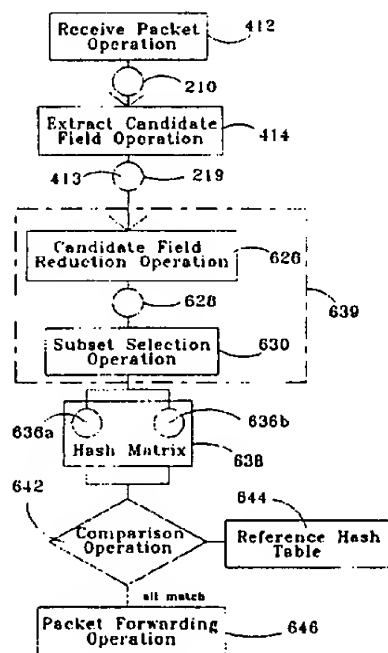 Receive Packet
Operation
412
210
Extract Candidate
Field Operation
414
413
219
Candidate Field
Reduction Operation
626
628
639
Subset Selection
Operation
630
636a
636b
Hash Matrix
638
642
644
Comparison
Operation
Reference Hash
Table
all match
Packet Forwarding
Operation
646